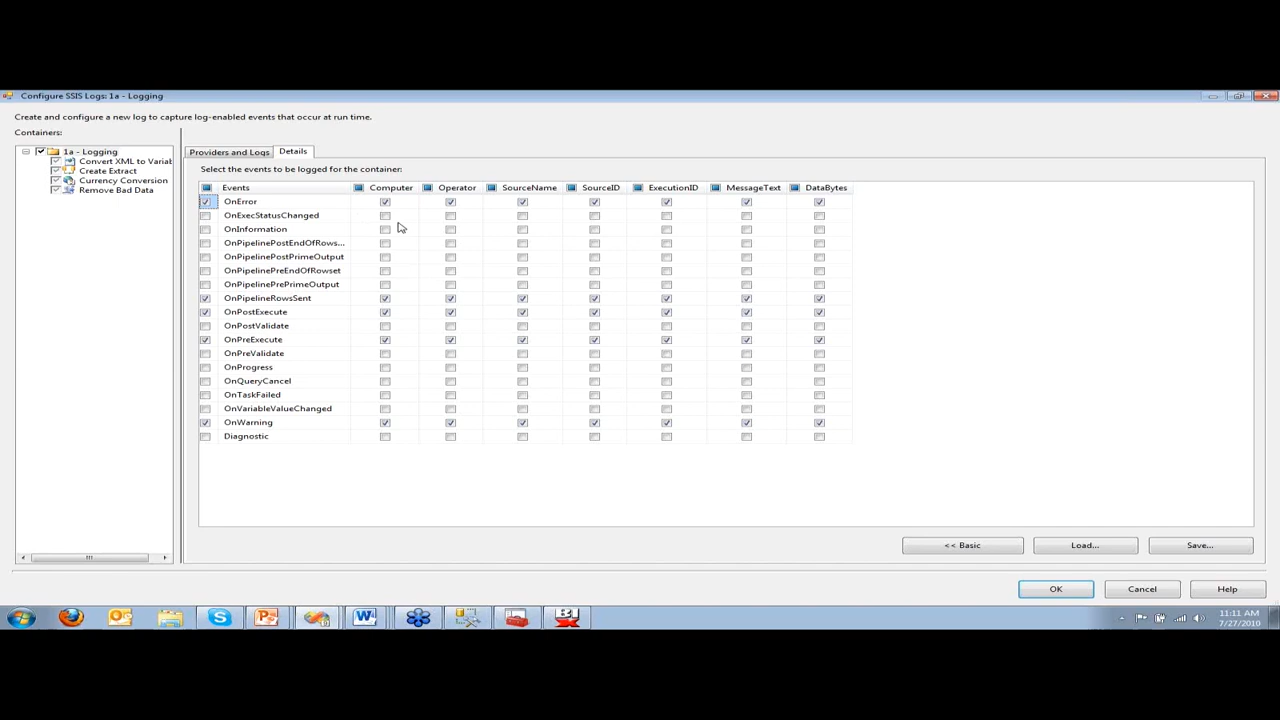 Configure SSIS Logs: 1a - Logging
Create and configure a new log to capture log-enabled events that occur at run time.
Containers:
1a - Logging
Convert XML to Variab
Create Extract
Currency Conversion
Remove Bad Data
Providers and Logs
Details
Select the events to be logged for the container:
Events Computer Operator SourceName SourceID ExecutionID MessageText DataBytes
OnError
OnExecStatusChanged
OnInformation
OnPipelinePostEndOfRows...
OnPipelinePostPrimeOutput
OnPipelinePreEndOfRowset
OnPipelinePrePrimeOutput
OnPipelineRowsSent
OnPostExecute
OnPostValidate
OnPreExecute
OnPreValidate
OnProgress
OnQueryCancel
OnTaskFailed
OnVariableValueChanged
OnWarning
Diagnostic
<< Basic Load... Save...
OK Cancel Help
11:11 AM
7/27/2010